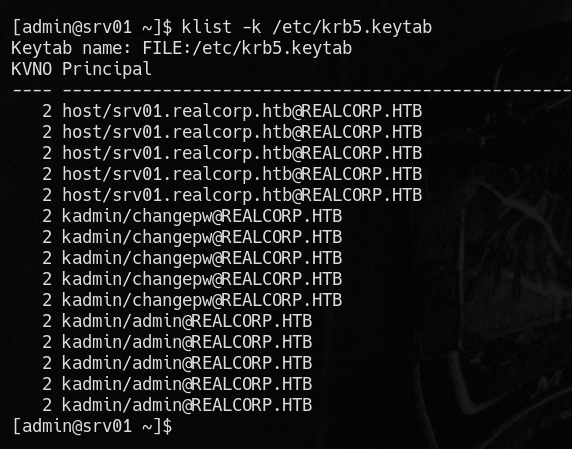 [admin@srv01 ~]$ klist -k /etc/krb5.keytab
Keytab name: FILE:/etc/krb5.keytab
KVNO Principal
---- --------------------------------------------------
   2 host/srv01.realcorp.htb@REALCORP.HTB
   2 host/srv01.realcorp.htb@REALCORP.HTB
   2 host/srv01.realcorp.htb@REALCORP.HTB
   2 host/srv01.realcorp.htb@REALCORP.HTB
   2 host/srv01.realcorp.htb@REALCORP.HTB
   2 kadmin/changepw@REALCORP.HTB
   2 kadmin/changepw@REALCORP.HTB
   2 kadmin/changepw@REALCORP.HTB
   2 kadmin/changepw@REALCORP.HTB
   2 kadmin/changepw@REALCORP.HTB
   2 kadmin/admin@REALCORP.HTB
   2 kadmin/admin@REALCORP.HTB
   2 kadmin/admin@REALCORP.HTB
   2 kadmin/admin@REALCORP.HTB
   2 kadmin/admin@REALCORP.HTB
[admin@srv01 ~]$